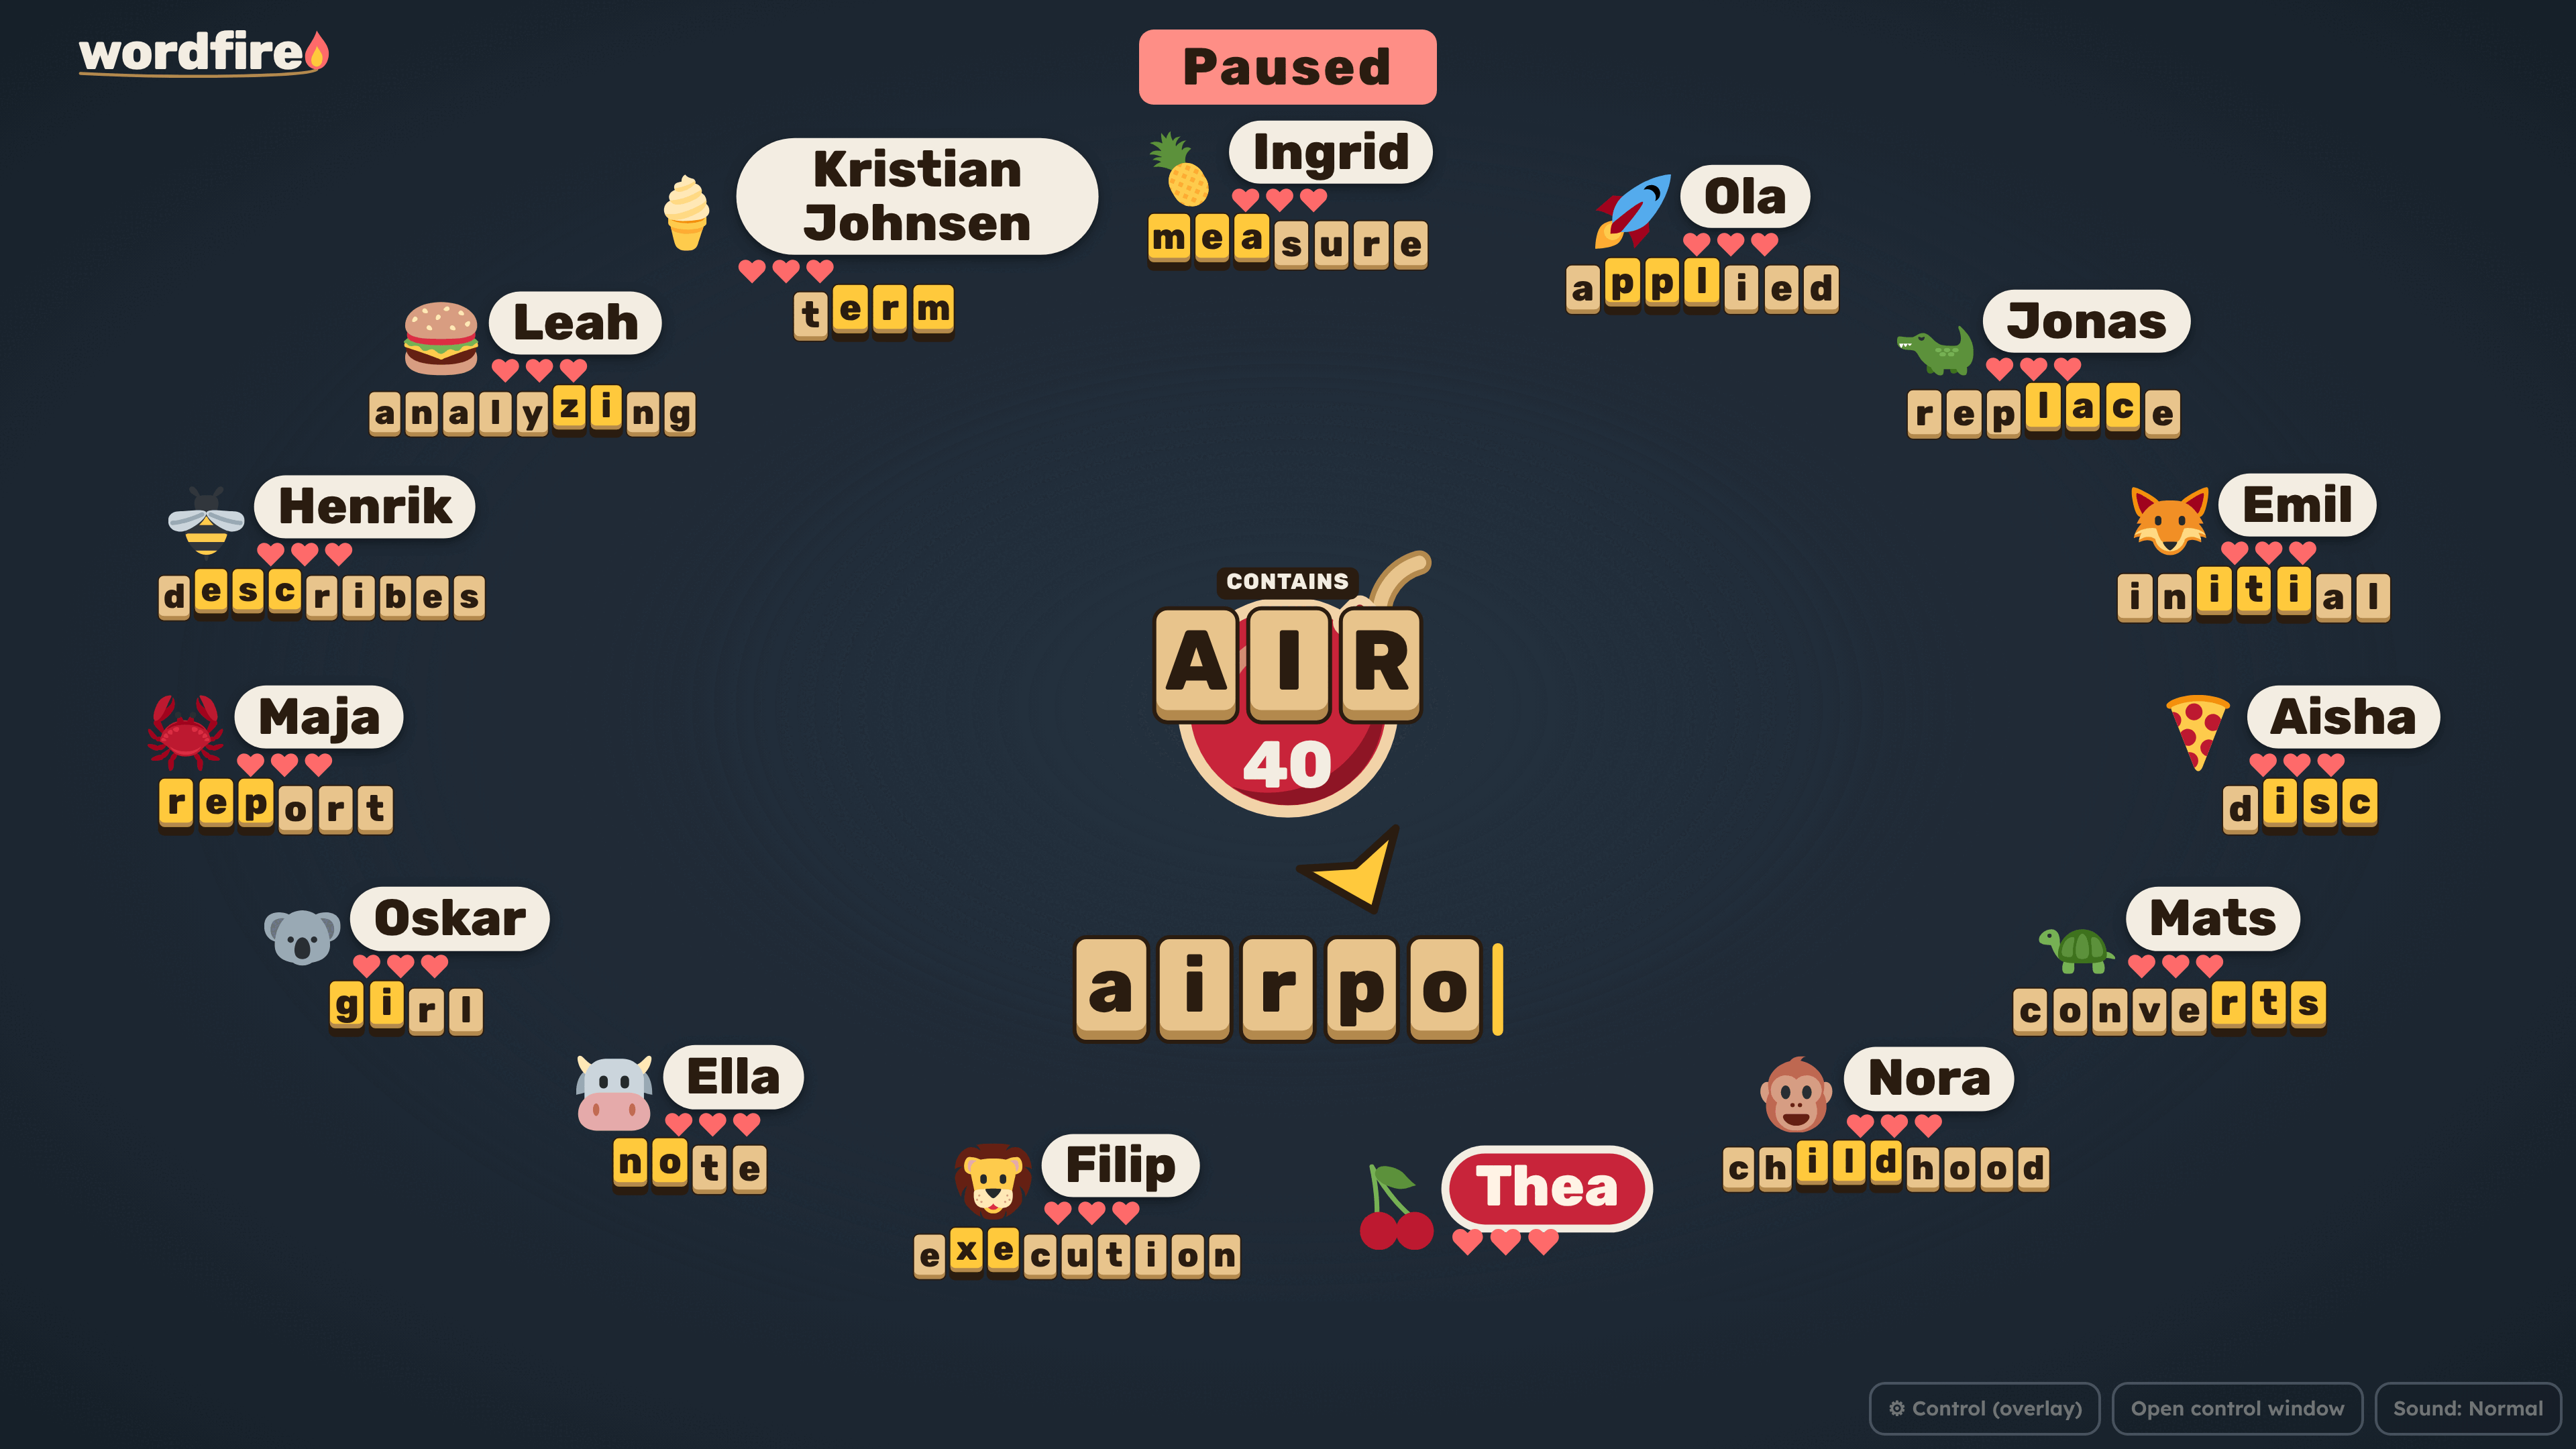 wordfire
Paused
Ingrid
measure
Kristian
Johnsen
term
Ola
applied
Leah
analyzing
Jonas
replace
Henrik
describes
Emil
initial
CONTAINS
AIR
40
Maja
report
Aisha
disc
Oskar
girl
airpo
Mats
converts
Ella
note
Nora
childhood
Filip
execution
Thea
Control (overlay)
Open control window
Sound: Normal